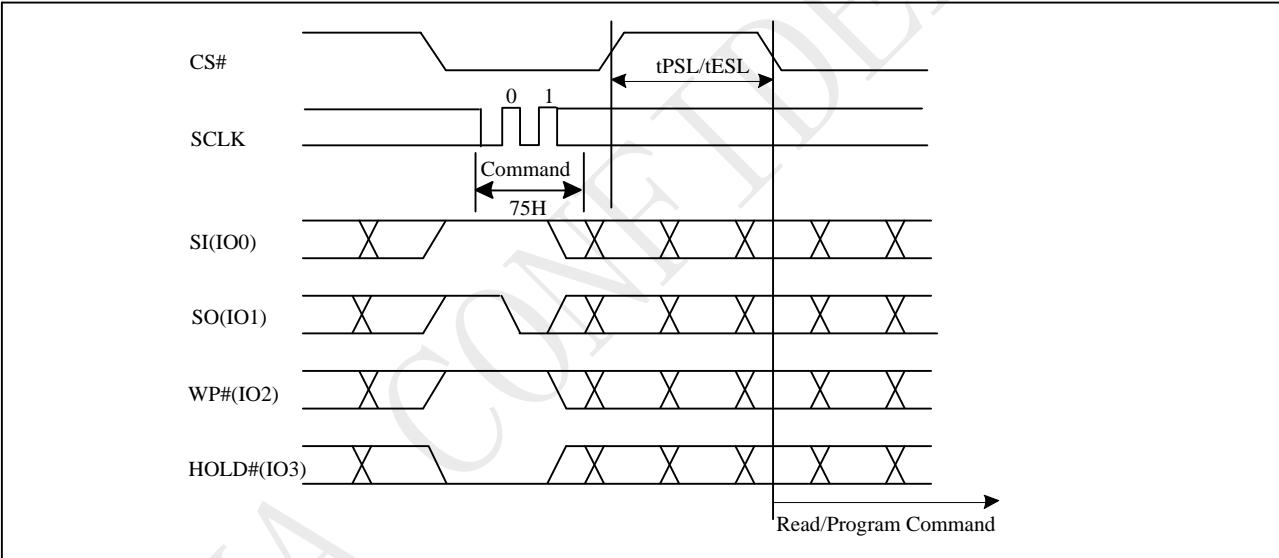 CS#
tPSL/tESL
0 1
SCLK
Command
75H
SI(IO0)
SO(IO1)
WP#(IO2)
HOLD#(IO3)
Read/Program Command
CONFIDE